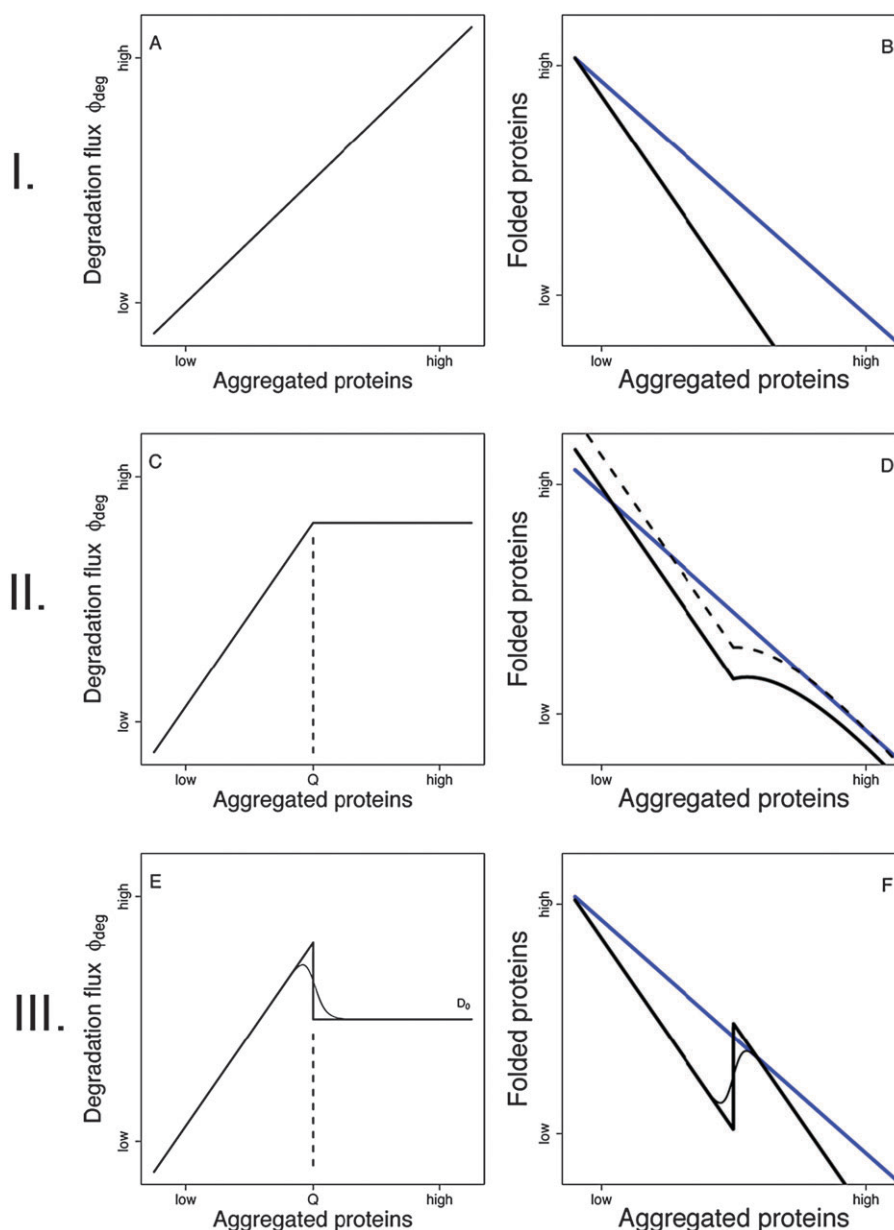 I.
A
Degradation flux ϕdeg
high
low
low
high
Aggregated proteins
B
Folded proteins
high
low
low
high
Aggregated proteins
II.
C
Degradation flux ϕdeg
high
low
low
Q
high
Aggregated proteins
D
Folded proteins
high
low
low
high
Aggregated proteins
III.
E
Degradation flux ϕdeg
high
low
D₀
low
Q
high
Aggregated proteins
F
Folded proteins
high
low
low
high
Aggregated proteins